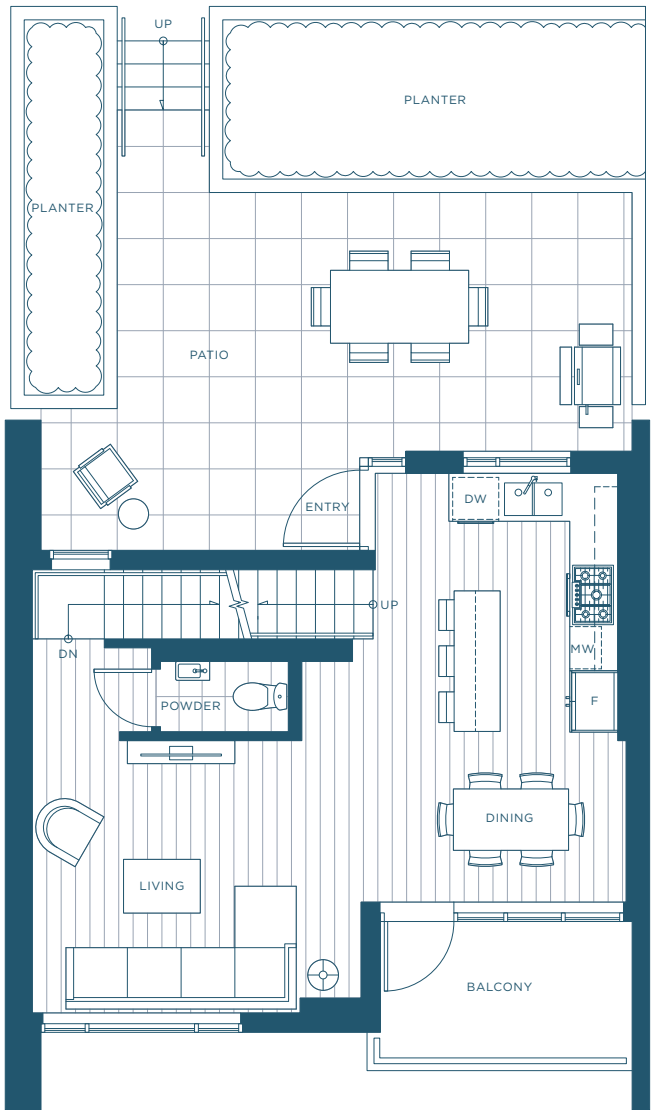 UP
PLANTER
PLANTER
PATIO
DW
ENTRY
UP
DN
MW
POWDER
F
DINING
LIVING
BALCONY